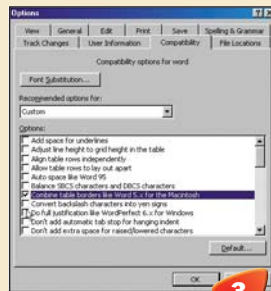 Options
View General Edit Print Save Spelling & Grammar
Track Changes User Information Compatibility File Locations
Compatibility options for word
Font Substitution...
Recommended options for:
Custom
Options:
Add space for underlines
Adjust line height to grid height in the table
Align table rows independently
Allow table rows to lay out apart
Auto space like Word 95
Balance SBCS characters and DBCS characters
Combine table borders like Word 5.x for the Macintosh
Convert backslash characters into yen signs
Do full justification like WordPerfect 6.x for Windows
Don't add automatic tab stop for hanging indent
Don't add extra space for raised/lowered characters
Default...
OK